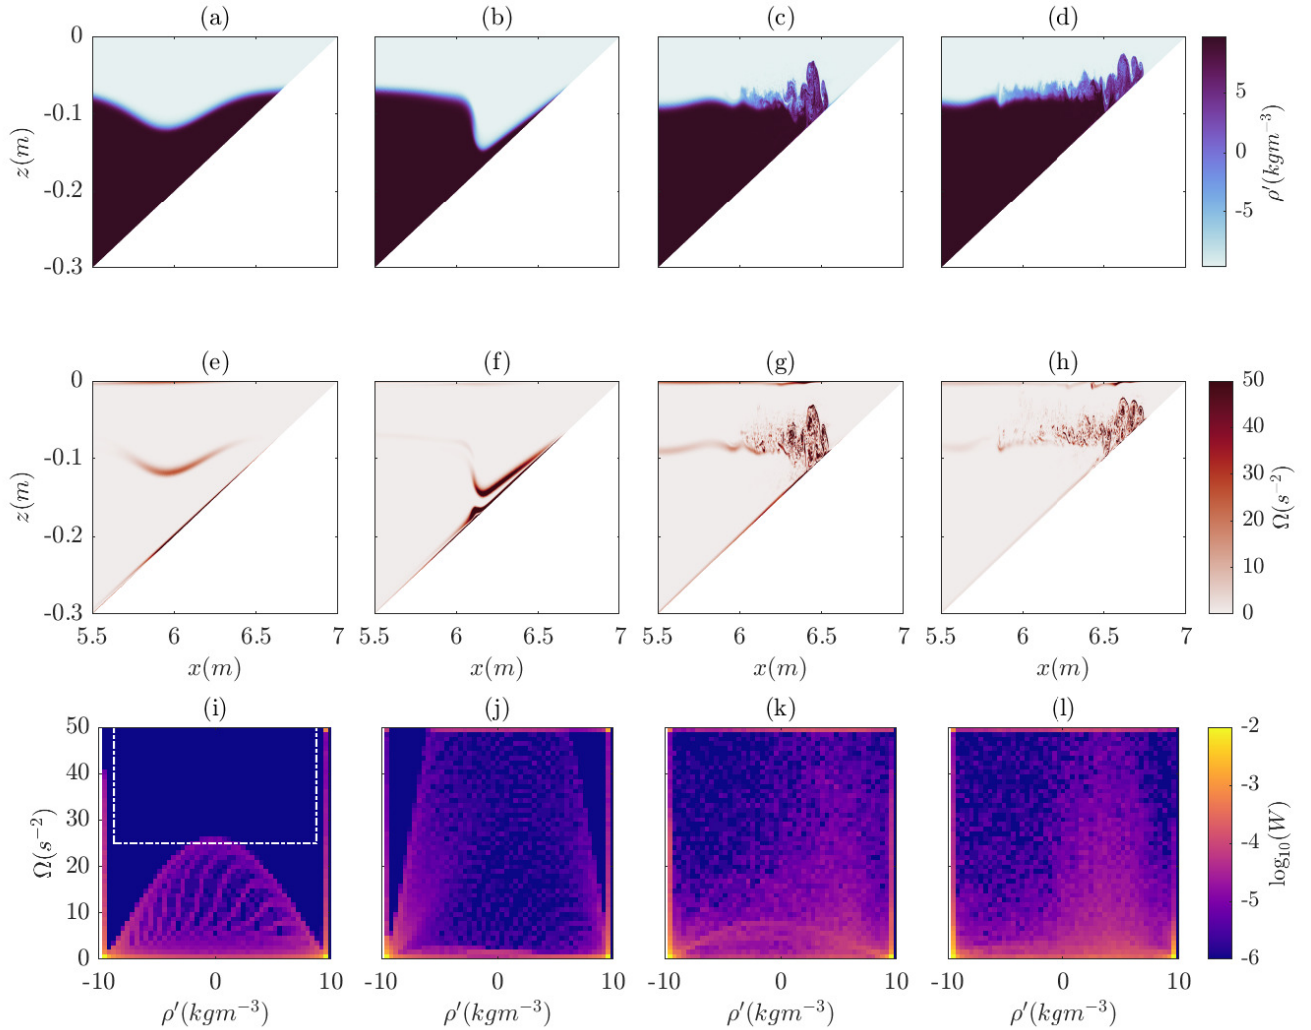 (a) (b) (c) (d)
0
-0.1
-0.2
-0.3
z(m)
5
0
-5
ρ′(kgm⁻³)
(e) (f) (g) (h)
0
-0.1
-0.2
-0.3
z(m)
5.5 6 6.5 7 5.5 6 6.5 7 5.5 6 6.5 7 5.5 6 6.5 7
x(m) x(m) x(m) x(m)
50
40
30
20
10
0
Ω(s⁻²)
(i) (j) (k) (l)
50
40
30
20
10
0
Ω(s⁻²)
-10 0 10 -10 0 10 -10 0 10 -10 0 10
ρ′(kgm⁻³) ρ′(kgm⁻³) ρ′(kgm⁻³) ρ′(kgm⁻³)
-2
-3
-4
-5
-6
log₁₀(W)